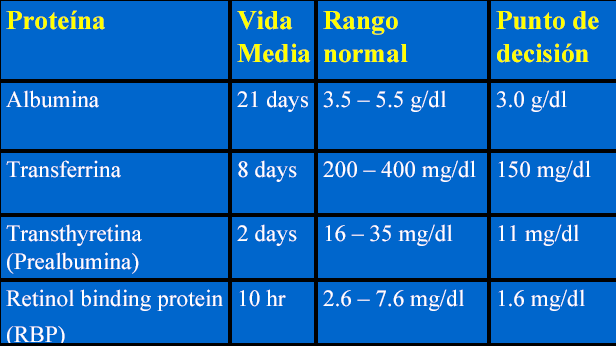 Proteína Vida Media Rango normal Punto de decisión
Albumina 21 days 3.5 – 5.5 g/dl 3.0 g/dl
Transferrina 8 days 200 – 400 mg/dl 150 mg/dl
Transthyretina (Prealbumina) 2 days 16 – 35 mg/dl 11 mg/dl
Retinol binding protein (RBP) 10 hr 2.6 – 7.6 mg/dl 1.6 mg/dl